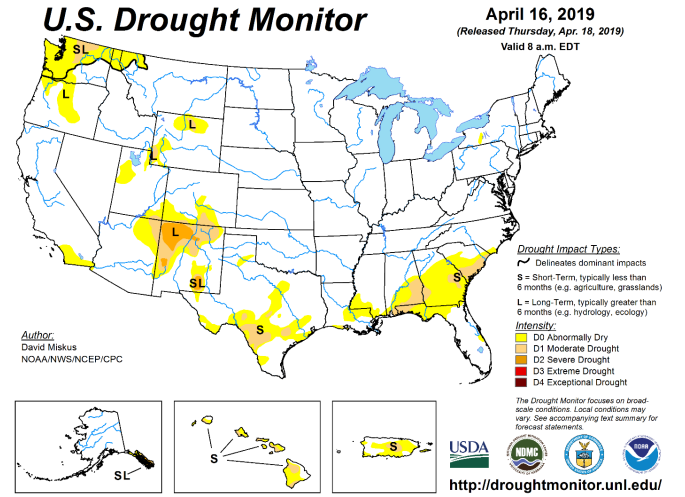 U.S. Drought Monitor
April 16, 2019
(Released Thursday, Apr. 18, 2019)
Valid 8 a.m. EDT
SL
L
L
L
L
SL
S
S
Drought Impact Types:
Delineates dominant impacts
S = Short-Term, typically less than
6 months (e.g. agriculture, grasslands)
L = Long-Term, typically greater than
6 months (e.g. hydrology, ecology)
Intensity:
D0 Abnormally Dry
D1 Moderate Drought
D2 Severe Drought
D3 Extreme Drought
D4 Exceptional Drought
Author:
David Miskus
NOAA/NWS/NCEP/CPC
The Drought Monitor focuses on broad-
scale conditions. Local conditions may
vary. See accompanying text summary for
forecast statements.
SL
S
S
USDA
NDMC
NOAA
http://droughtmonitor.unl.edu/